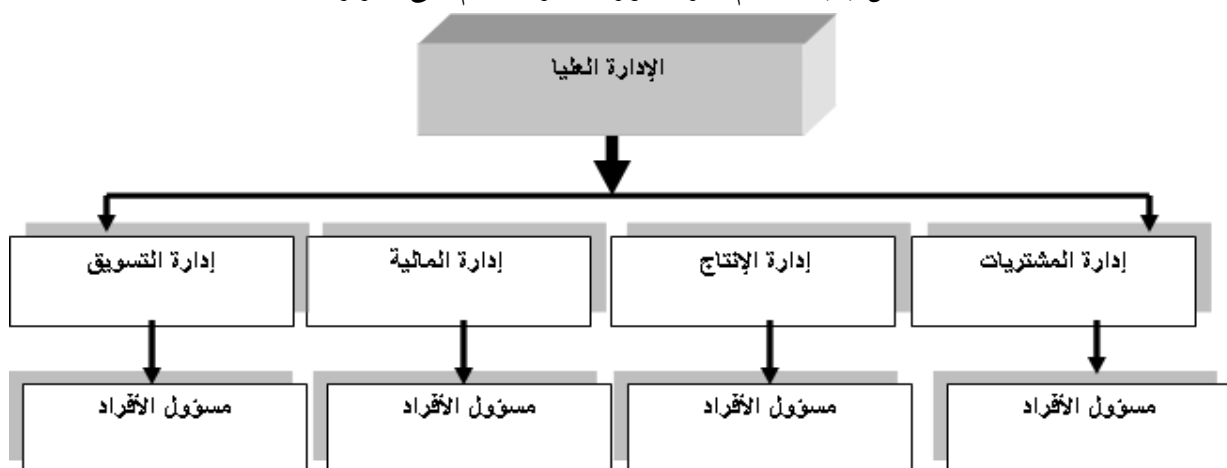 الإدارة العليا
إدارة المشتريات
إدارة الإنتاج
إدارة المالية
إدارة التسويق
مسؤول الأفراد
مسؤول الأفراد
مسؤول الأفراد
مسؤول الأفراد